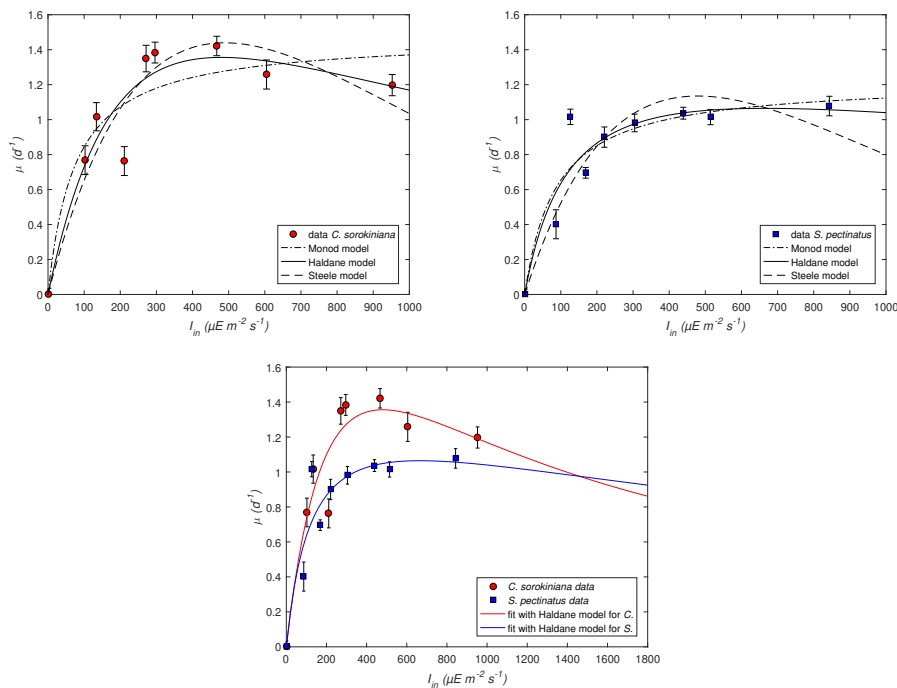 1.6
1.4
1.2
1
0.8
0.6
0.4
0.2
0
μ (d⁻¹)
0 100 200 300 400 500 600 700 800 900 1000
I_in (μE m⁻² s⁻¹)
data C. sorokiniana
Monod model
Haldane model
Steele model
1.6
1.4
1.2
1
0.8
0.6
0.4
0.2
0
μ (d⁻¹)
0 100 200 300 400 500 600 700 800 900 1000
I_in (μE m⁻² s⁻¹)
data S. pectinatus
Monod model
Haldane model
Steele model
1.6
1.4
1.2
1
0.8
0.6
0.4
0.2
0
μ (d⁻¹)
0 200 400 600 800 1000 1200 1400 1600 1800
I_in (μE m⁻² s⁻¹)
C. sorokiniana data
S. pectinatus data
fit with Haldane model for C.
fit with Haldane model for S.